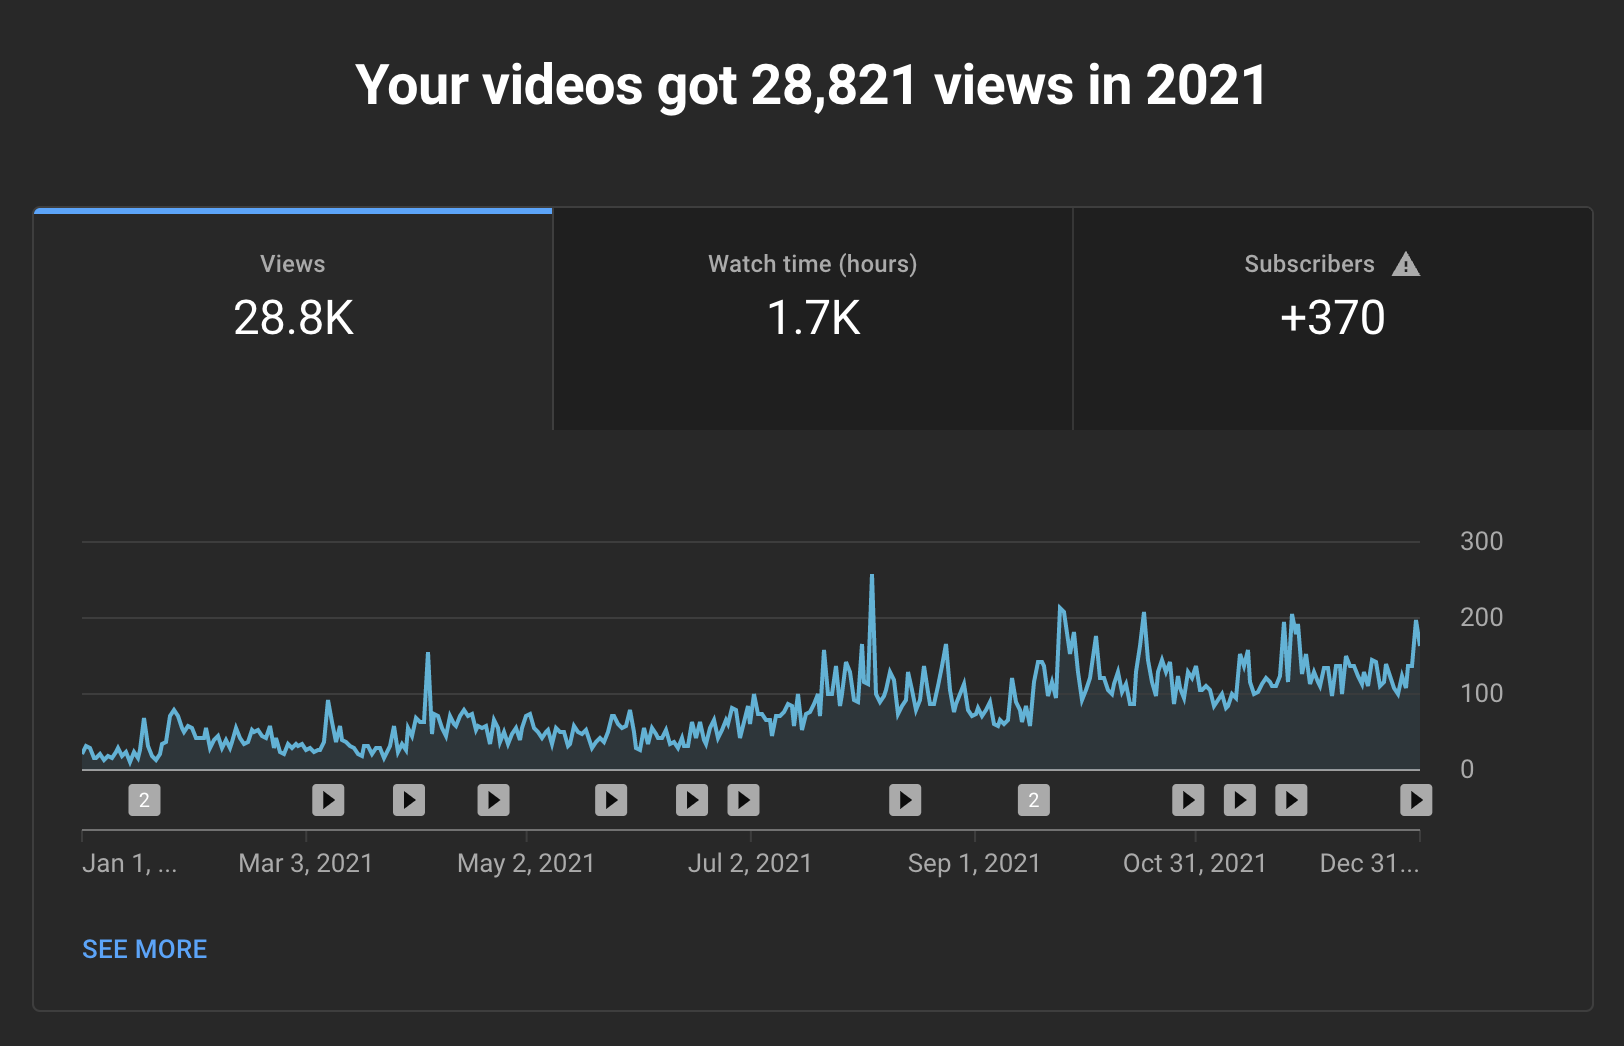 Your videos got 28,821 views in 2021
Views
28.8K
Watch time (hours)
1.7K
Subscribers
+370
300
200
100
0
2
2
Jan 1, ... Mar 3, 2021 May 2, 2021 Jul 2, 2021 Sep 1, 2021 Oct 31, 2021 Dec 31...
SEE MORE